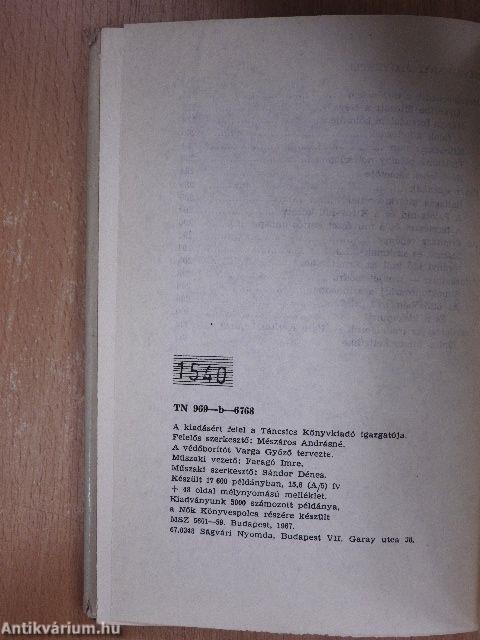 1540
TN 969—b—6768
A kiadásért felel a Táncsics Könyvkiadó igazgatója.
Felelős szerkesztő: Mészáros Andrásné.
A védőborítót Varga Győző tervezte.
Műszaki vezető: Faragó Imre.
Műszaki szerkesztő: Sándor Dénes.
Készült 17 600 példányban, 15,8 (A/5) ív
+ 48 oldal mélynyomású melléklet.
Kiadványunk 5000 számozott példánya,
a Nők Könyvespolca részére készült
MSZ 5601—59. Budapest, 1967.
67.0348 Ságvári Nyomda, Budapest VII. Garay utca 38.
Antikvárium.hu